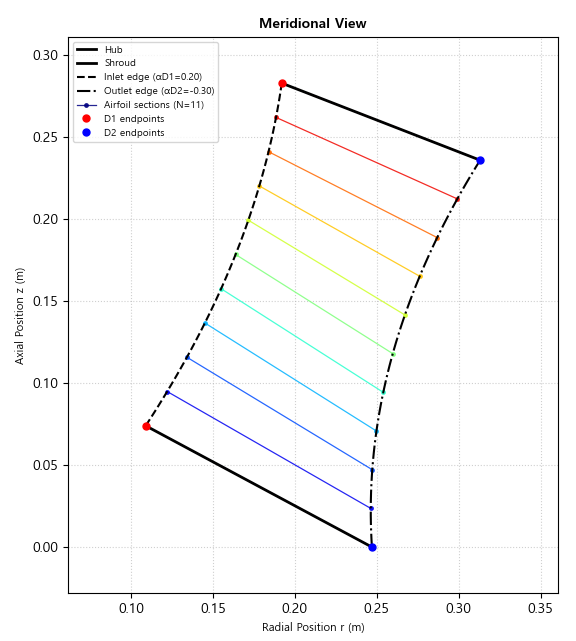 Meridional View
Hub
Shroud
Inlet edge (αD1=0.20)
Outlet edge (αD2=-0.30)
Airfoil sections (N=11)
D1 endpoints
D2 endpoints
0.30
0.25
0.20
0.15
0.10
0.05
0.00
Axial Position z (m)
0.10 0.15 0.20 0.25 0.30 0.35
Radial Position r (m)